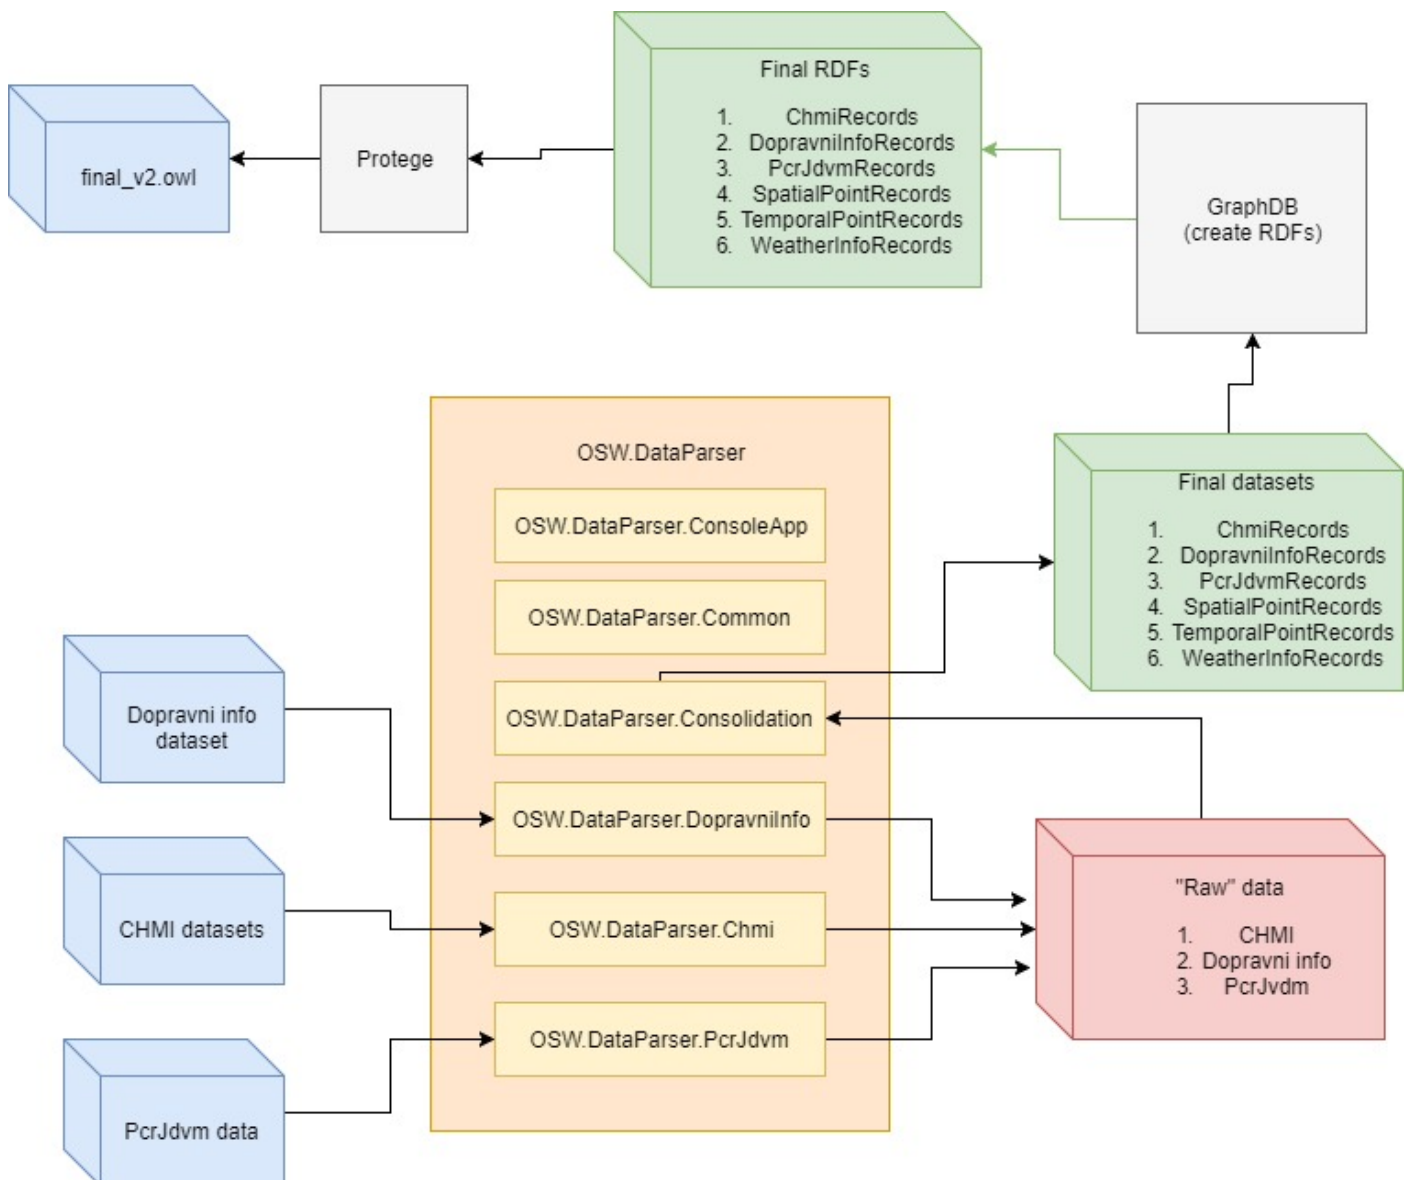 Final RDFs
1. ChmiRecords
2. DopravniInfoRecords
3. PcrJdvmRecords
4. SpatialPointRecords
5. TemporalPointRecords
6. WeatherInfoRecords
final_v2.owl
Protege
GraphDB
(create RDFs)
OSW.DataParser
OSW.DataParser.ConsoleApp
OSW.DataParser.Common
OSW.DataParser.Consolidation
OSW.DataParser.DopravniInfo
OSW.DataParser.Chmi
OSW.DataParser.PcrJdvm
Final datasets
1. ChmiRecords
2. DopravniInfoRecords
3. PcrJdvmRecords
4. SpatialPointRecords
5. TemporalPointRecords
6. WeatherInfoRecords
Dopravni info
dataset
CHMI datasets
PcrJdvm data
"Raw" data
1. CHMI
2. Dopravni info
3. PcrJvdm